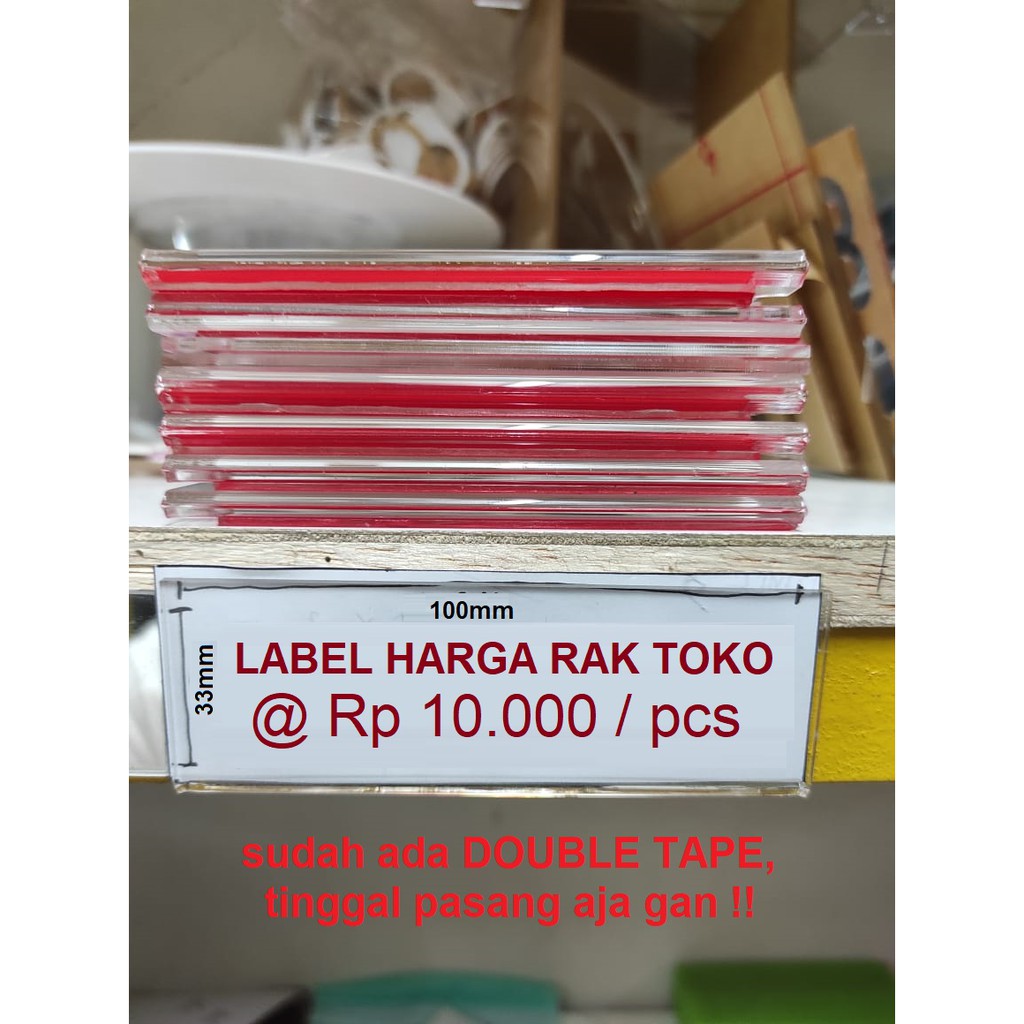 100mm
33mm
LABEL HARGA RAK TOKO
@ Rp 10.000 / pcs
sudah ada DOUBLE TAPE,
tinggal pasang aja gan !!